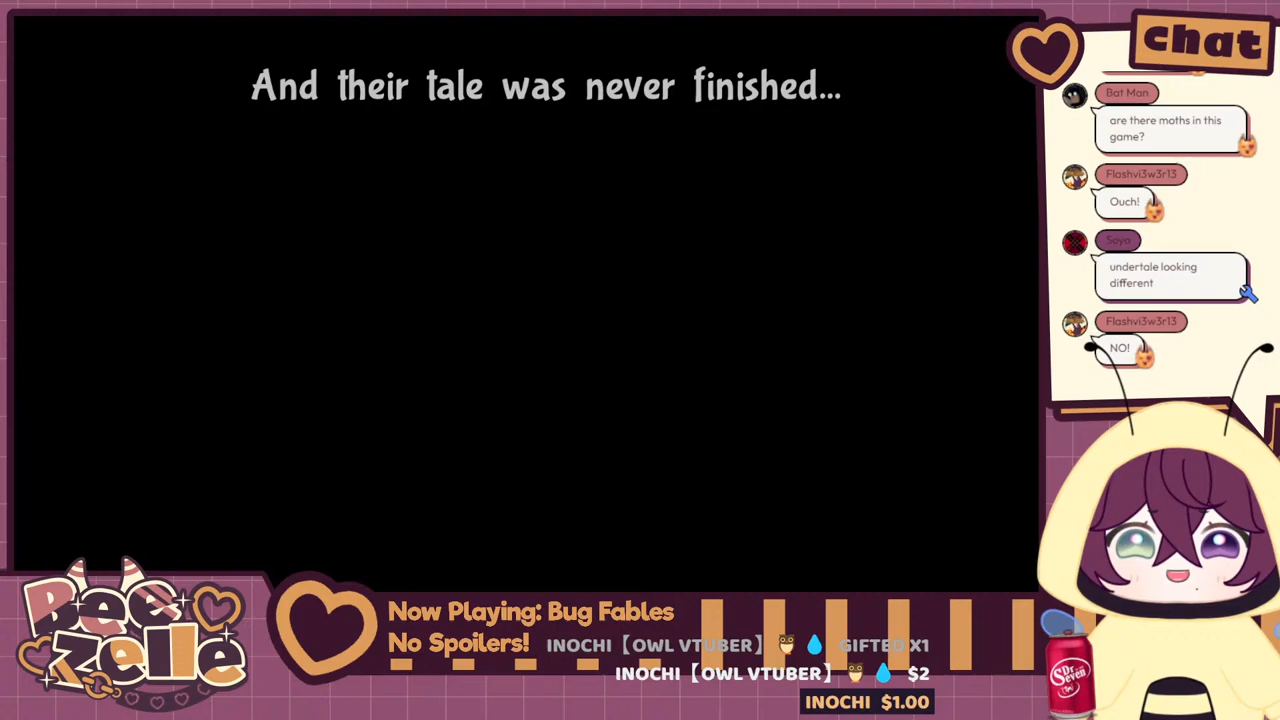 And their tale was never finished...
chat
Bat Man
are there moths in this
game?
Flashvi3w3r13
Ouch!
Soyo
undertale looking
different
Flashvi3w3r13
NO!
Bee
Zelle
Now Playing: Bug Fables
No Spoilers!
INOCHI【OWL VTUBER】🦉💧 GIFTED X1
INOCHI【OWL VTUBER】🦉💧 $2
INOCHI $1.00
Dr
Seven